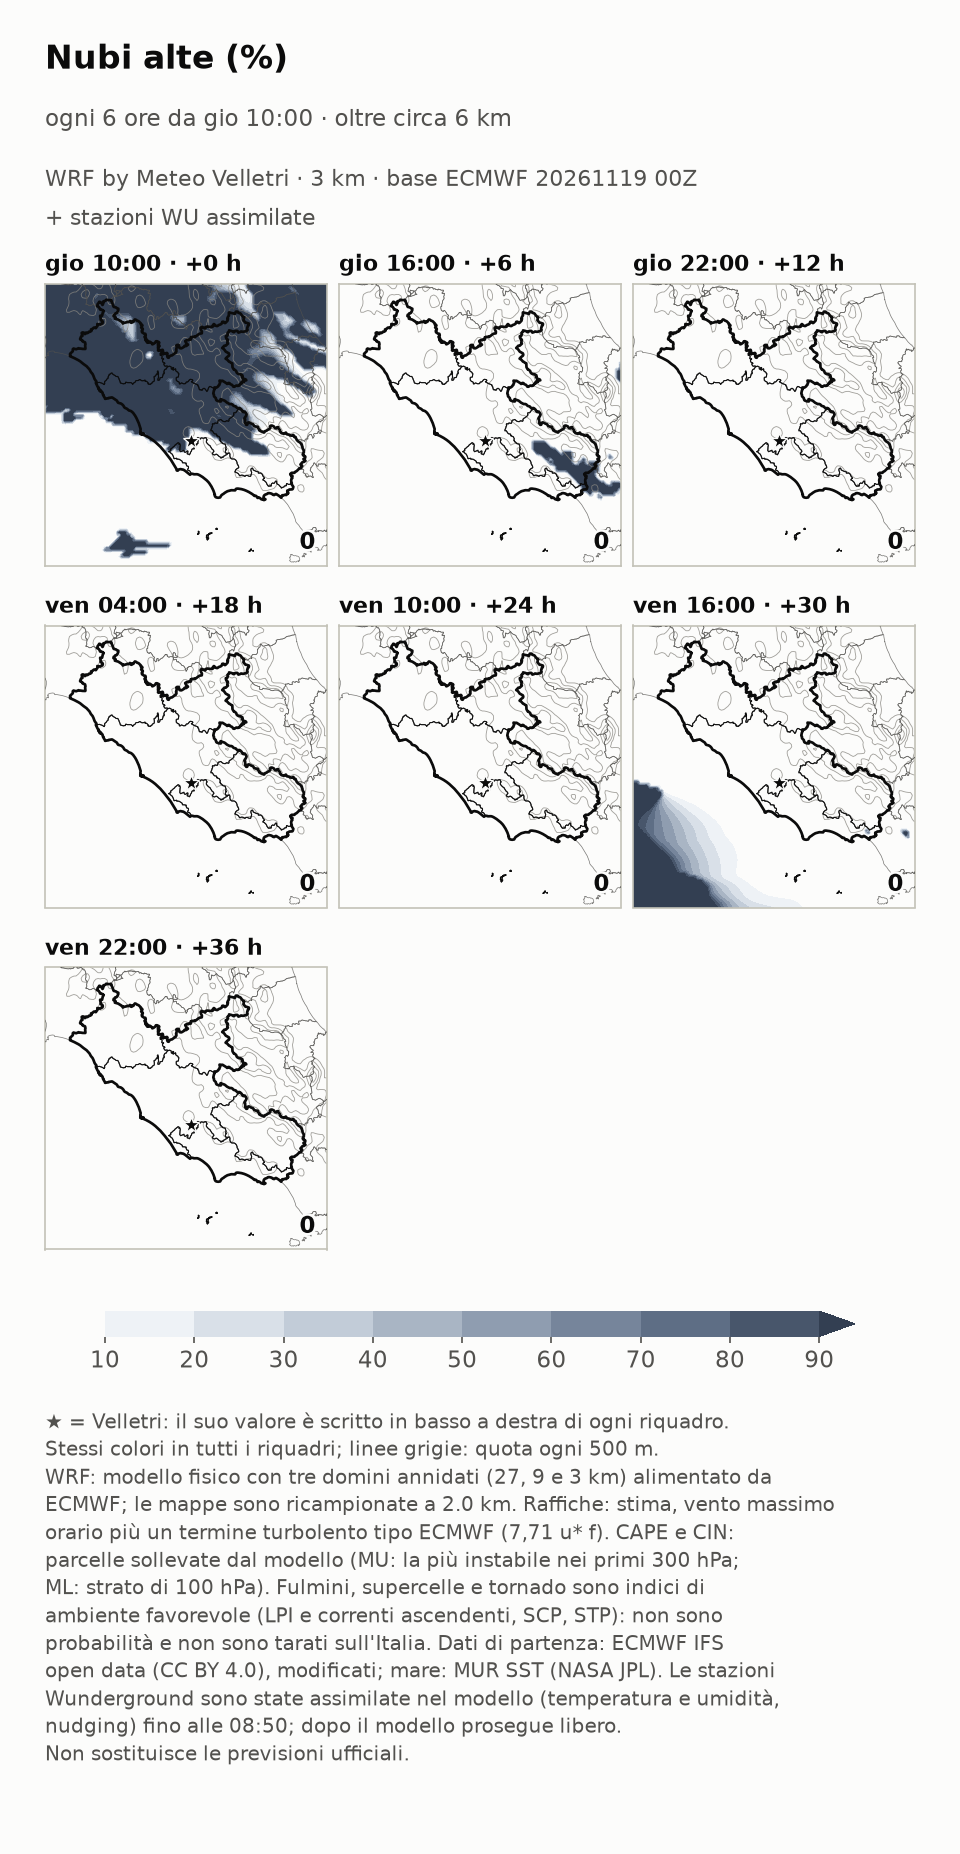 Nubi alte (%)
ogni 6 ore da gio 10:00 · oltre circa 6 km
WRF by Meteo Velletri · 3 km · base ECMWF 20261119 00Z
+ stazioni WU assimilate
gio 10:00 · +0 h
gio 16:00 · +6 h
gio 22:00 · +12 h
0
0
0
ven 04:00 · +18 h
ven 10:00 · +24 h
ven 16:00 · +30 h
0
0
0
ven 22:00 · +36 h
0
10 20 30 40 50 60 70 80 90
★ = Velletri: il suo valore è scritto in basso a destra di ogni riquadro.
Stessi colori in tutti i riquadri; linee grigie: quota ogni 500 m.
WRF: modello fisico con tre domini annidati (27, 9 e 3 km) alimentato da
ECMWF; le mappe sono ricampionate a 2.0 km. Raffiche: stima, vento massimo
orario più un termine turbolento tipo ECMWF (7,71 u* f). CAPE e CIN:
parcelle sollevate dal modello (MU: la più instabile nei primi 300 hPa;
ML: strato di 100 hPa). Fulmini, supercelle e tornado sono indici di
ambiente favorevole (LPI e correnti ascendenti, SCP, STP): non sono
probabilità e non sono tarati sull'Italia. Dati di partenza: ECMWF IFS
open data (CC BY 4.0), modificati; mare: MUR SST (NASA JPL). Le stazioni
Wunderground sono state assimilate nel modello (temperatura e umidità,
nudging) fino alle 08:50; dopo il modello prosegue libero.
Non sostituisce le previsioni ufficiali.